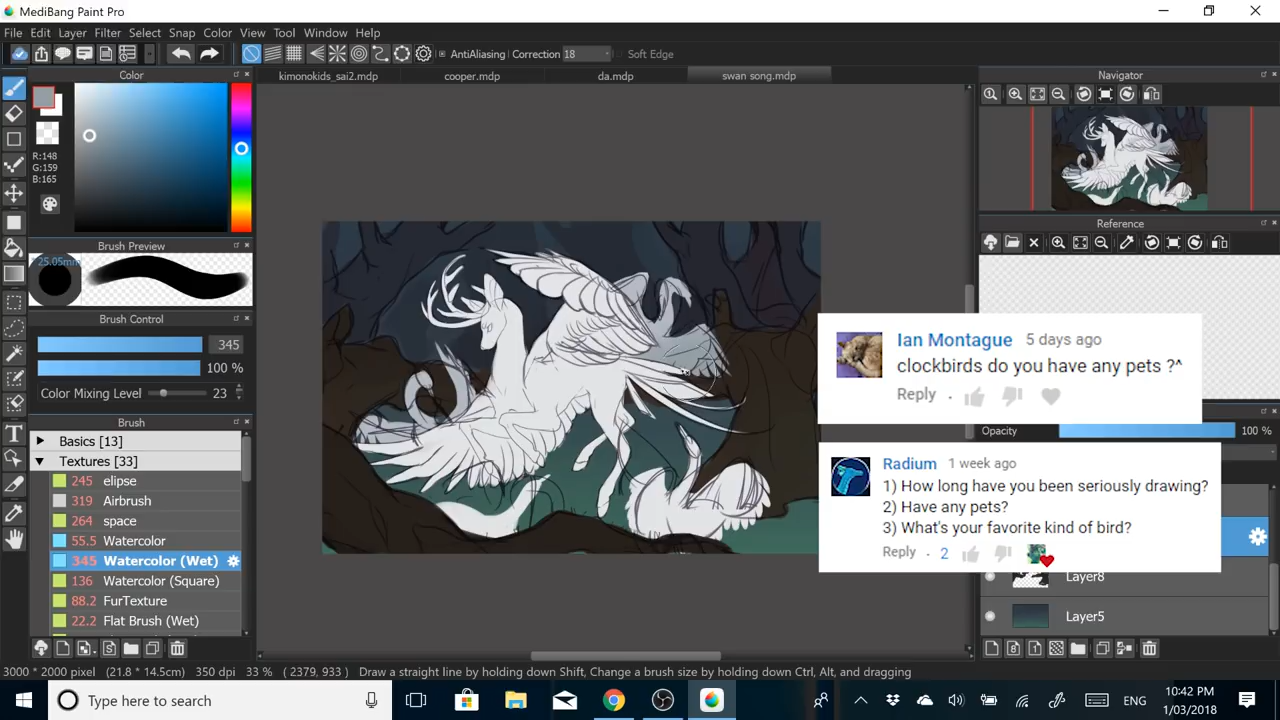 MediBang Paint Pro
File Edit Layer Filter Select Snap Color View Tool Window Help
AntiAliasing Correction 18 Soft Edge
kimonokids_sai2.mdp cooper.mdp da.mdp swan song.mdp
Color
R:148
G:159
B:165
Brush Preview
25.05mm
Brush Control
345
100 %
Color Mixing Level 23
Brush
Basics [13]
Textures [33]
245 elipse
319 Airbrush
264 space
55.5 Watercolor
345 Watercolor (Wet)
136 Watercolor (Square)
88.2 FurTexture
22.2 Flat Brush (Wet)
Navigator
Reference
Ian Montague 5 days ago
clockbirds do you have any pets ?^
Reply
Opacity 100 %
Radium 1 week ago
1) How long have you been seriously drawing?
2) Have any pets?
3) What's your favorite kind of bird?
Reply 2
Layer8
Layer5
3000 * 2000 pixel (21.8 * 14.5cm) 350 dpi 33 % ( 2379, 933 ) Draw a straight line by holding down Shift, Change a brush size by holding down Ctrl, Alt, and dragging
Type here to search
ENG
10:42 PM
1/03/2018